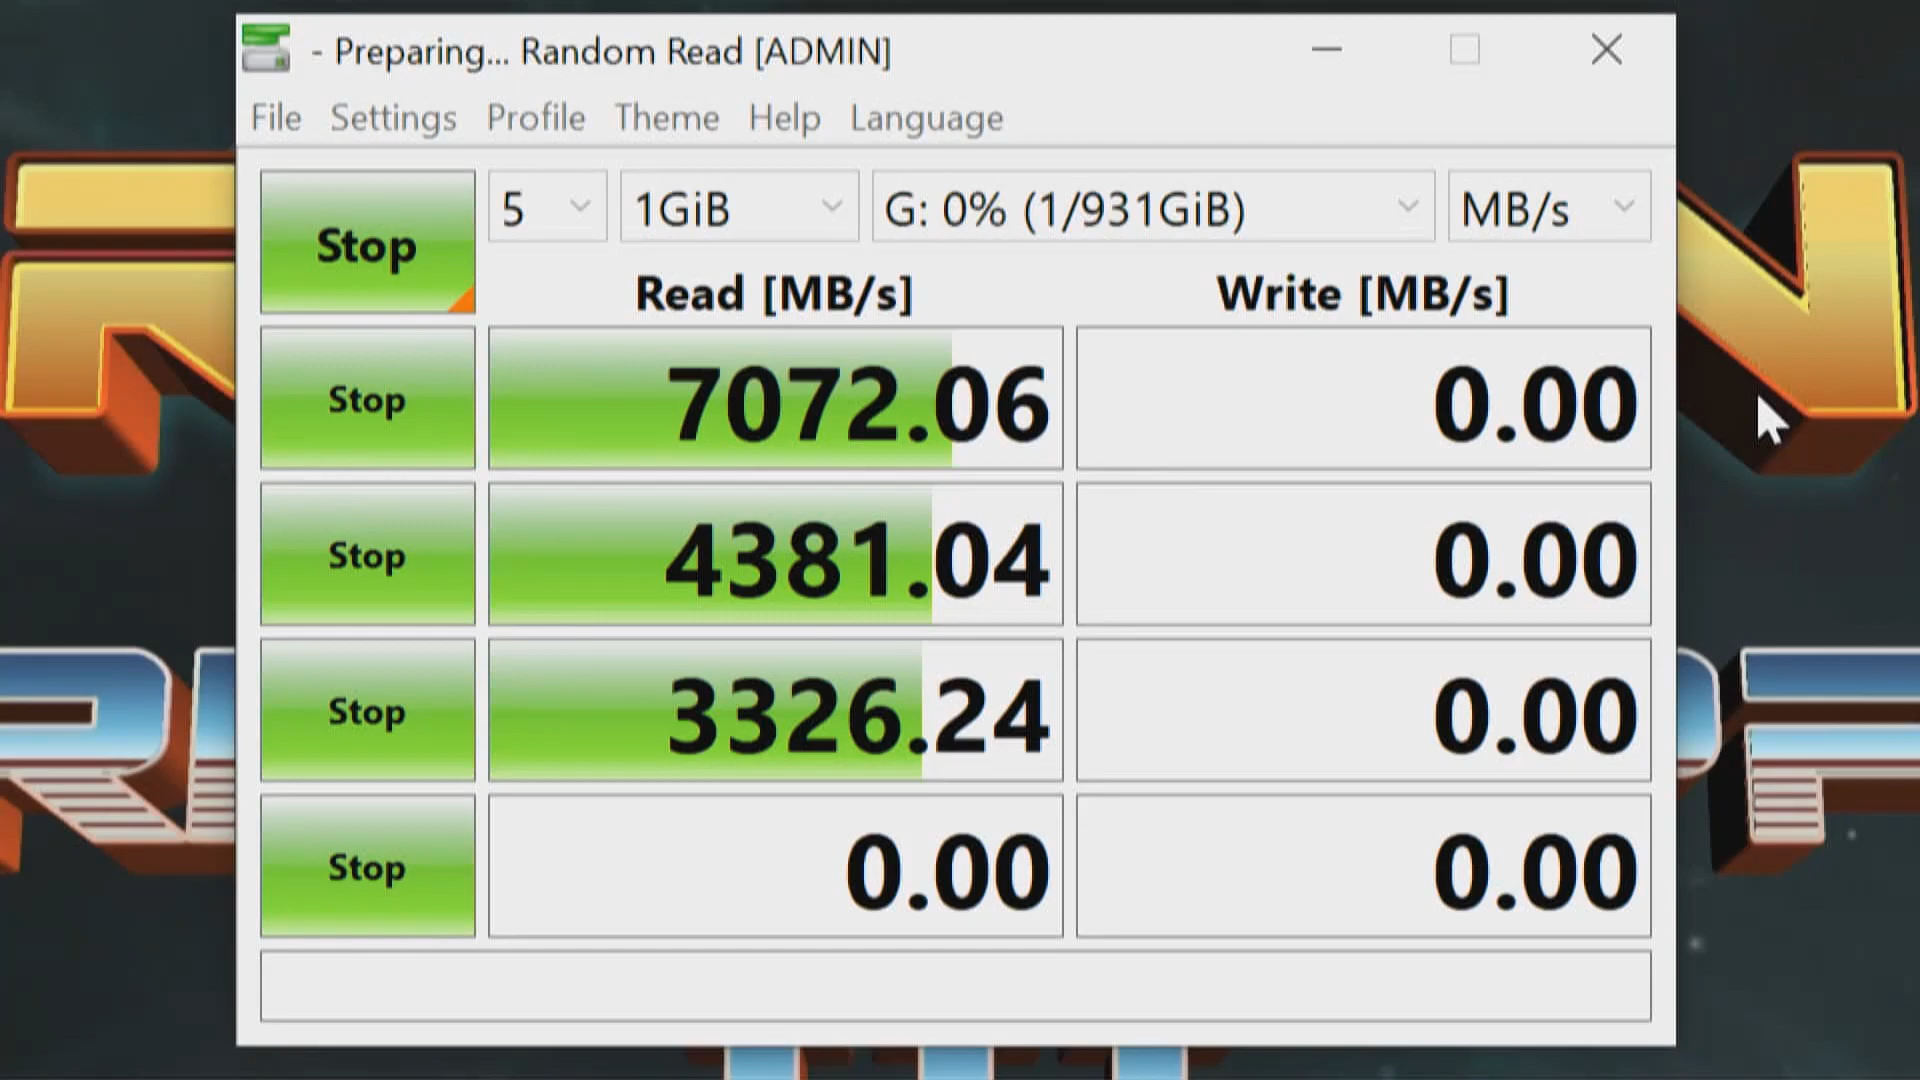 - Preparing... Random Read [ADMIN]
File Settings Profile Theme Help Language
Stop 5 1GiB G: 0% (1/931GiB) MB/s
Read [MB/s] Write [MB/s]
Stop 7072.06 0.00
Stop 4381.04 0.00
Stop 3326.24 0.00
Stop 0.00 0.00